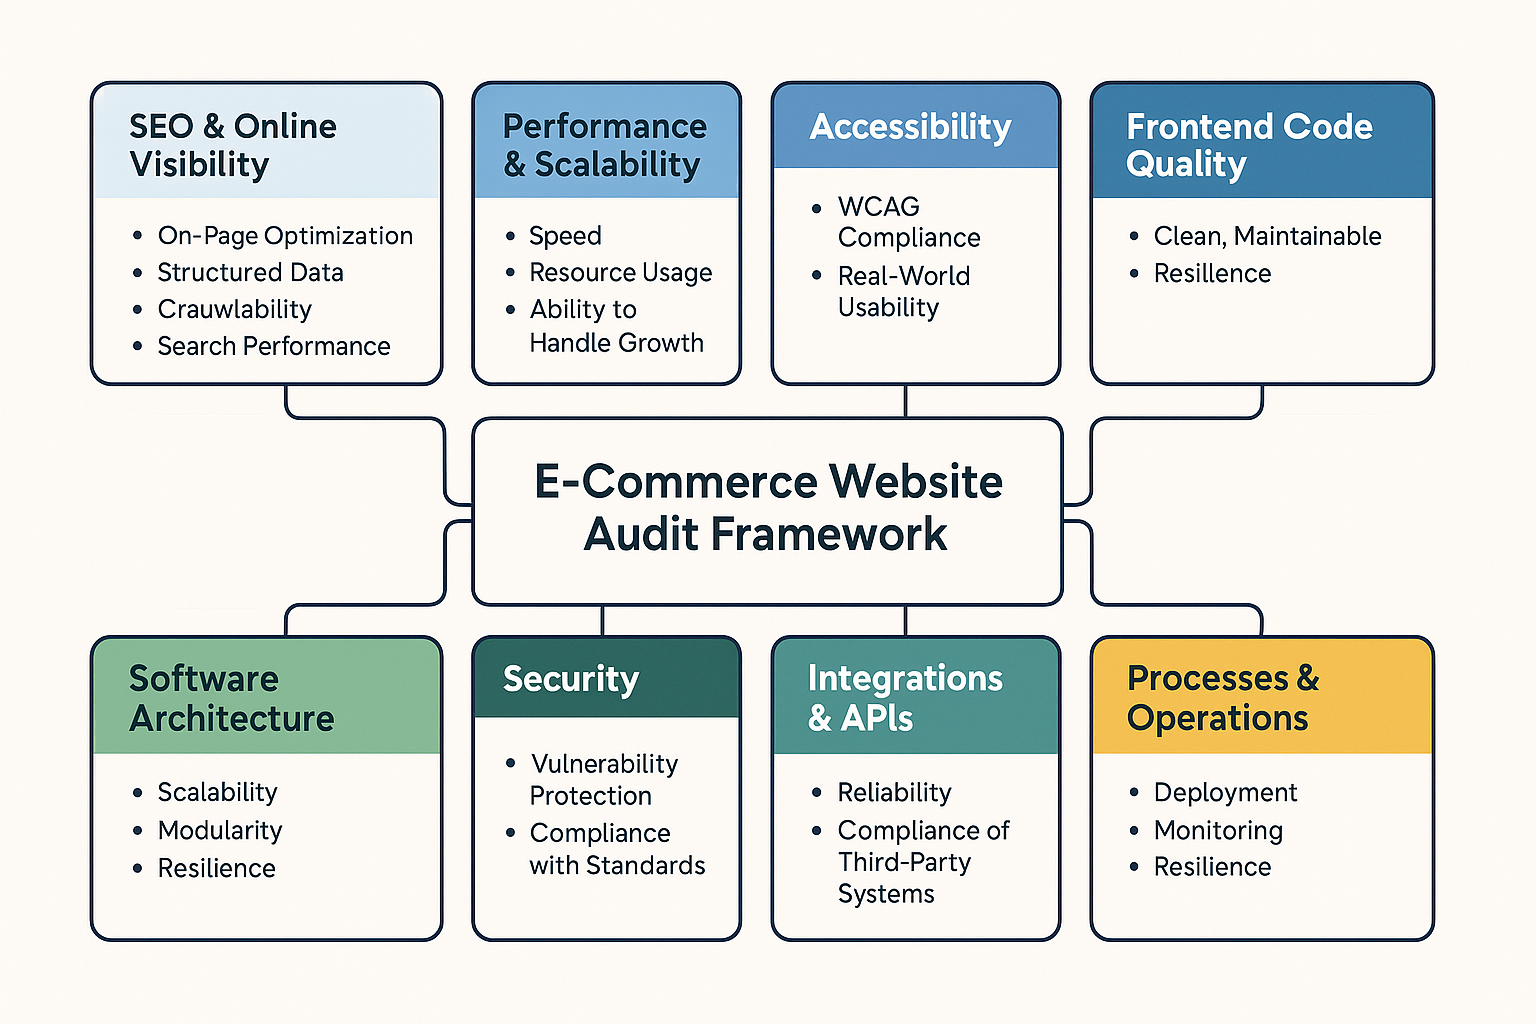 SEO & Online
Visibility
• On-Page Optimization
• Structured Data
• Crauwlability
• Search Performance
Performance
& Scalability
• Speed
• Resource Usage
• Ability to
Handle Growth
Accessibility
• WCAG
Compliance
• Real-World
Usability
Frontend Code
Quality
• Clean, Maintainable
• Resillence
E-Commerce Website
Audit Framework
Software
Architecture
• Scalability
• Modularity
• Resilience
Security
• Vulnerability
Protection
• Compliance
with Standards
Integrations
& APIs
• Reliability
• Compliance of
Third-Party
Systems
Processes &
Operations
• Deployment
• Monitoring
• Resilience